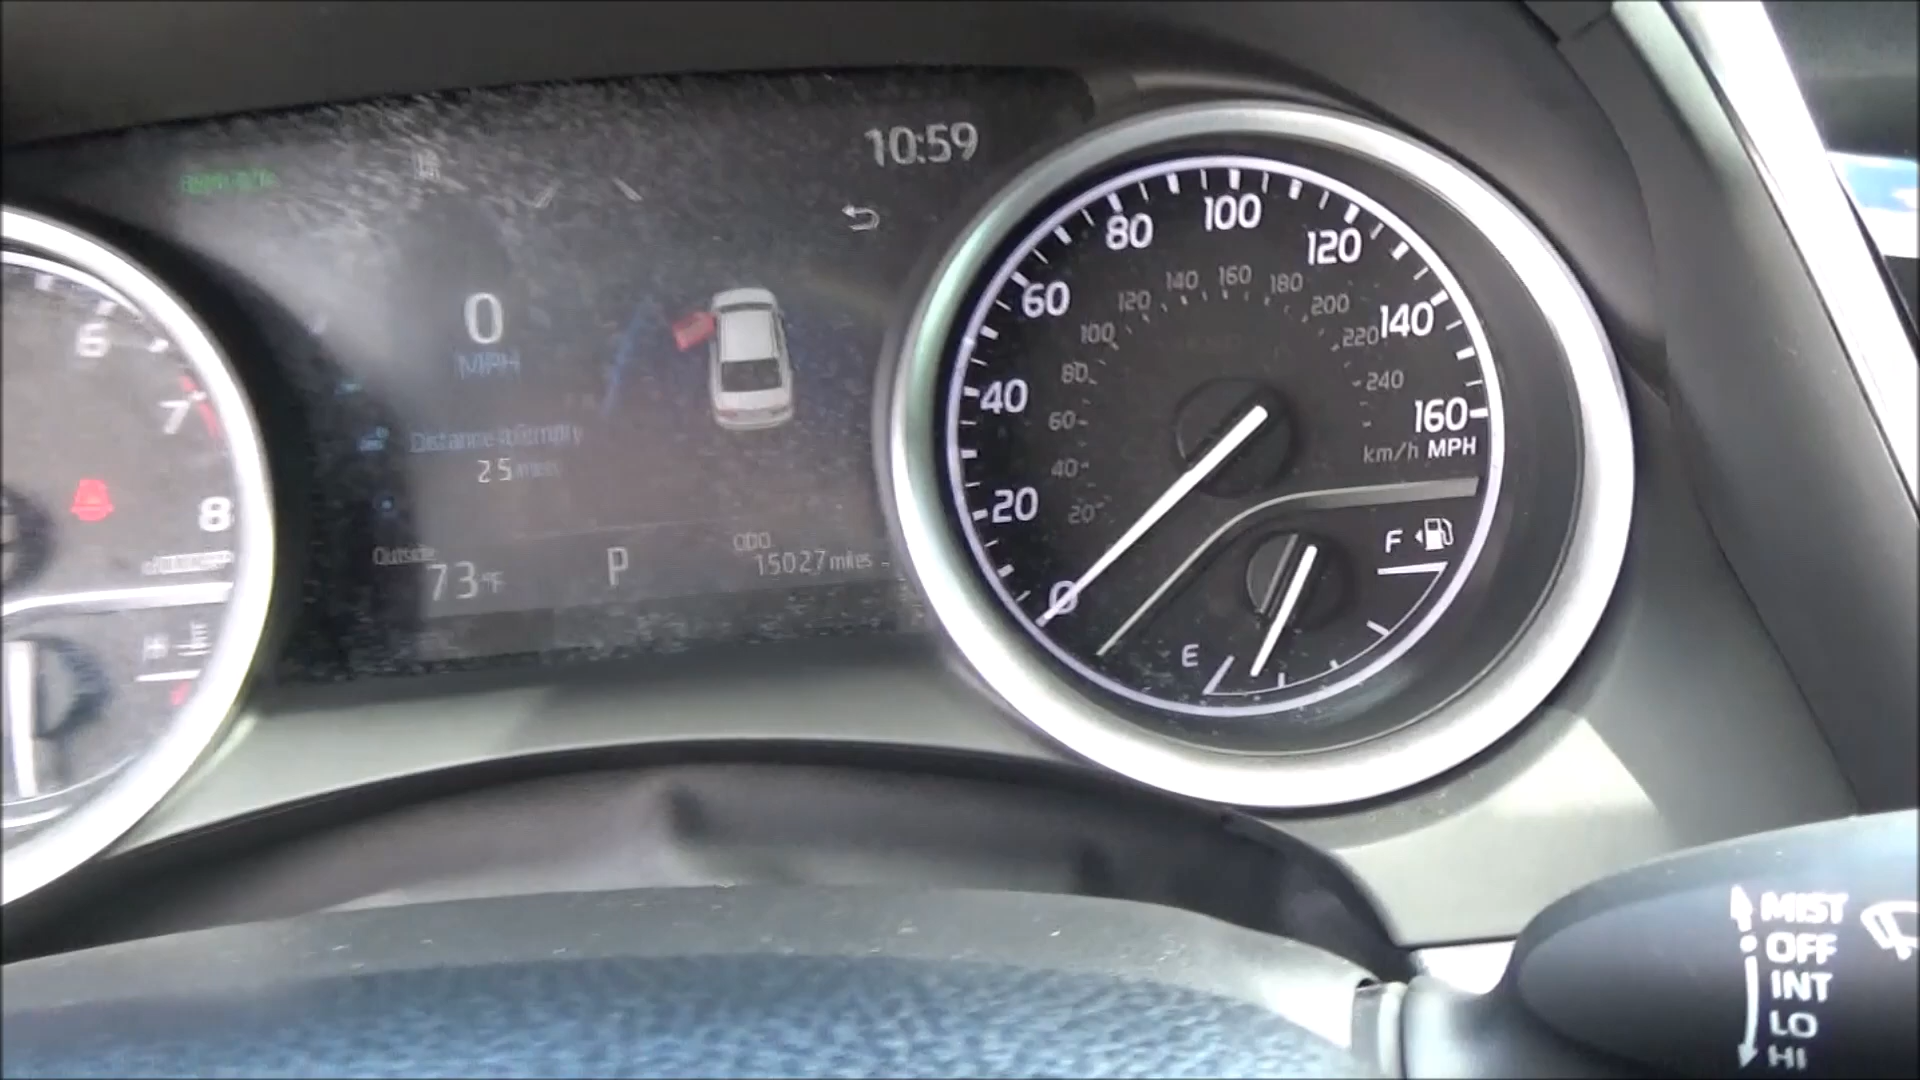 10:59
0
MPH
Distance to Empty
25 miles
Outside
73°F
P
ODO
15027 miles
6
7
8
0
20
40
60
80
100
120
140
160
km/h MPH
20
40
60
80
100
120
140
160
180
200
220
240
F
E
MIST
OFF
INT
LO
HI